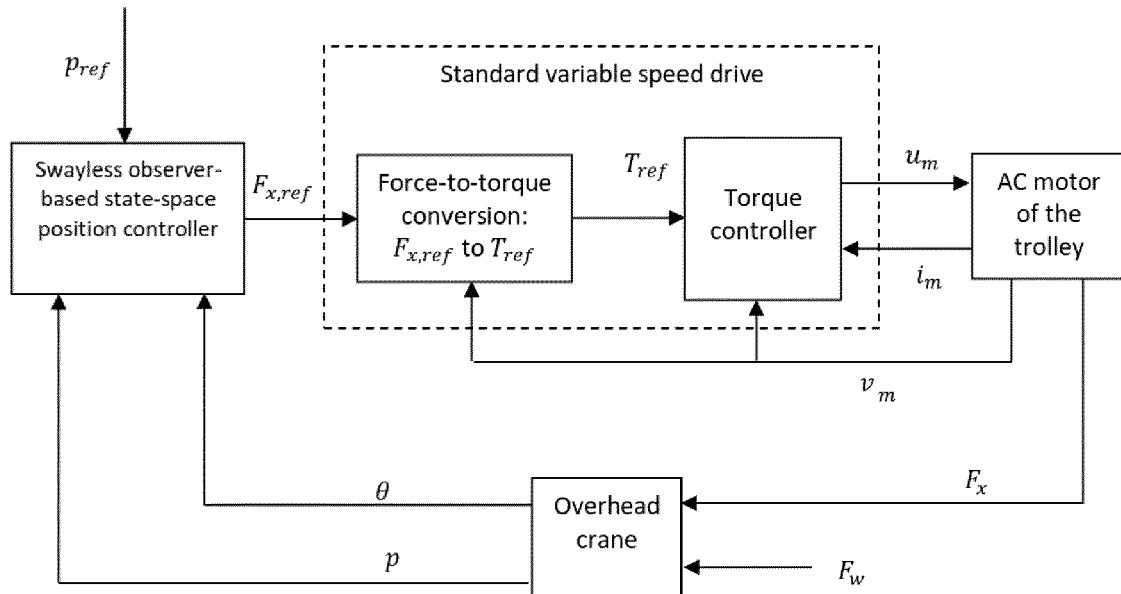 p_ref
Standard variable speed drive
Swayless observer-
based state-space
position controller
F_x,ref
Force-to-torque
conversion:
F_x,ref to T_ref
T_ref
Torque
controller
u_m
i_m
AC motor
of the
trolley
v_m
θ
p
Overhead
crane
F_x
F_w